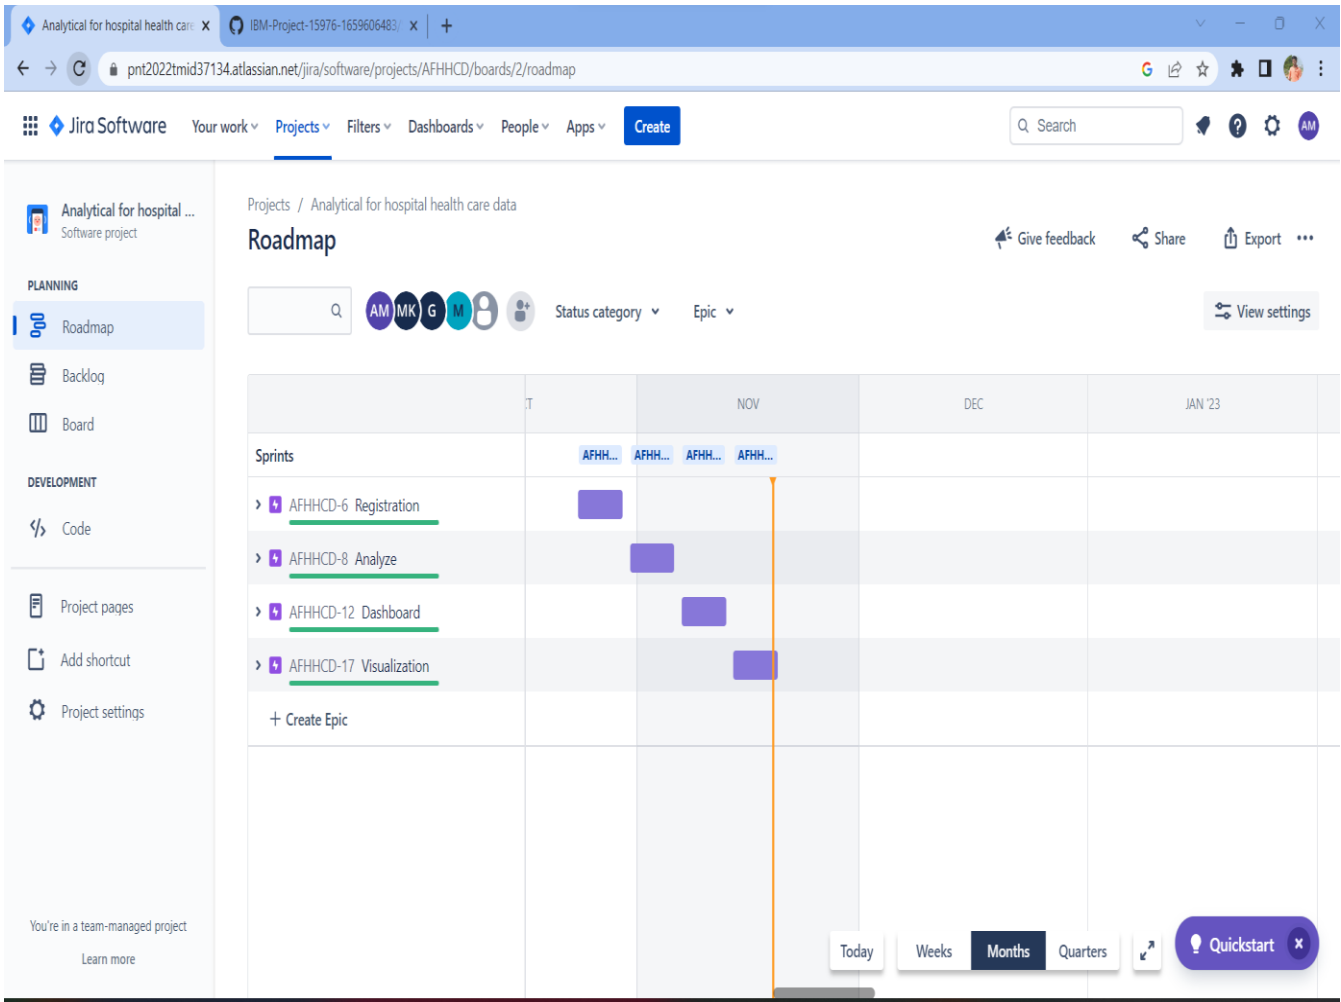 Analytical for hospital health care
IBM-Project-15976-1659606483/
pnt2022tmid37134.atlassian.net/jira/software/projects/AFHHCD/boards/2/roadmap
Jira Software Your work Projects Filters Dashboards People Apps Create Search AM
Analytical for hospital ...
Software project
PLANNING
Roadmap
Backlog
Board
DEVELOPMENT
Code
Project pages
Add shortcut
Project settings
You're in a team-managed project
Learn more
Projects / Analytical for hospital health care data
Roadmap
Give feedback Share Export
AM MK G M Status category Epic View settings
NOV DEC JAN '23
Sprints AFHH... AFHH... AFHH... AFHH...
AFHHCD-6 Registration
AFHHCD-8 Analyze
AFHHCD-12 Dashboard
AFHHCD-17 Visualization
+ Create Epic
Today Weeks Months Quarters Quickstart